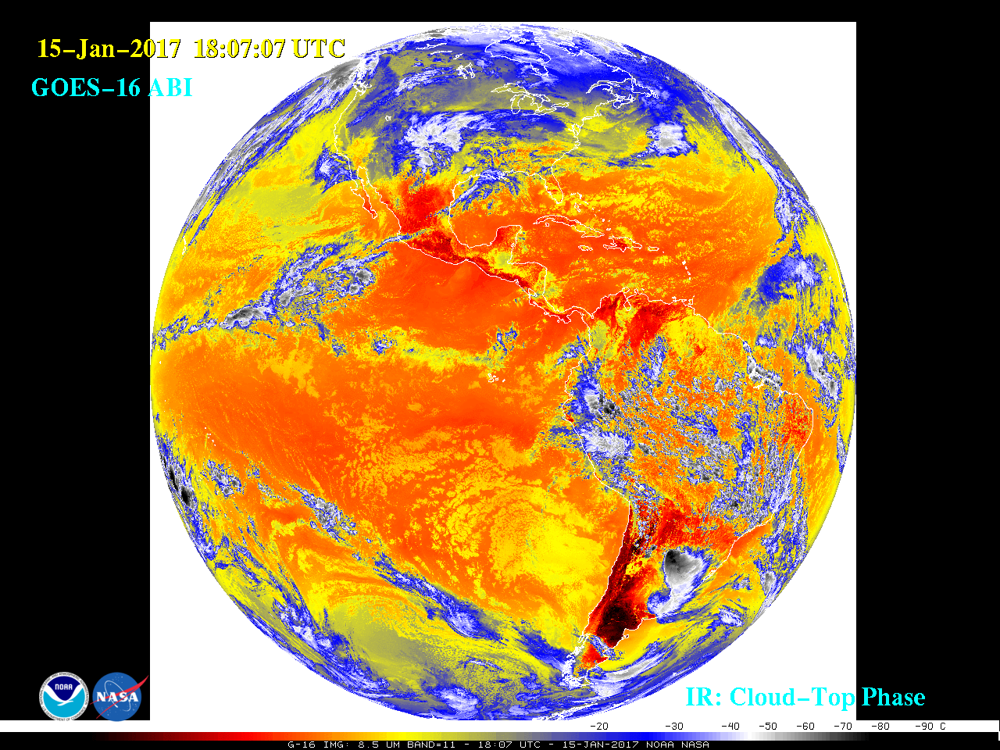 15-Jan-2017 18:07:07 UTC
GOES-16 ABI
NOAA
NASA
IR: Cloud-Top Phase
-20 -30 -40 -50 -60 -70 -80 -90 C
G-16 IMG: 8.5 UM BAND=11 - 18:07 UTC - 15-JAN-2017 NOAA NASA